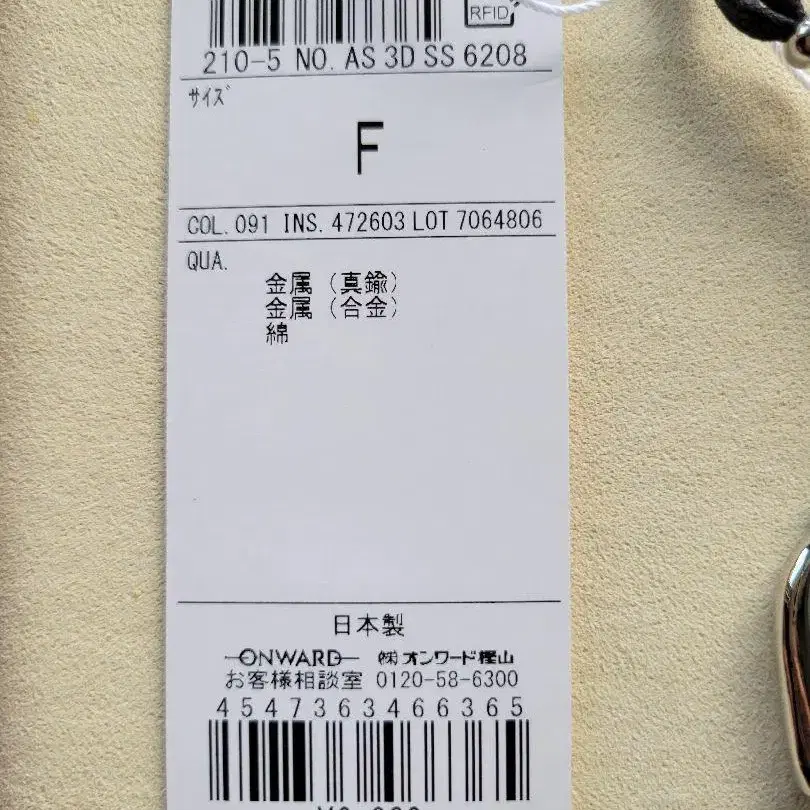 RFID
210-5 NO. AS 3D SS 6208
サイズ
F
COL. 091 INS. 472603 LOT 7064806
QUA.
金属（真鍮）
金属（合金）
綿
日本製
ONWARD ㈱オンワード樫山
お客様相談室 0120-58-6300
4547363466365